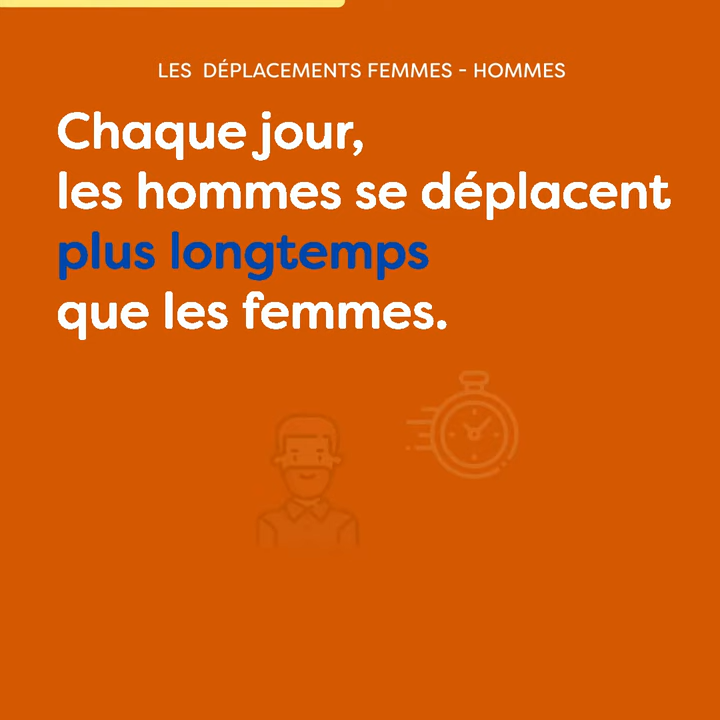 LES DÉPLACEMENTS FEMMES - HOMMES
Chaque jour,
les hommes se déplacent
plus longtemps
que les femmes.